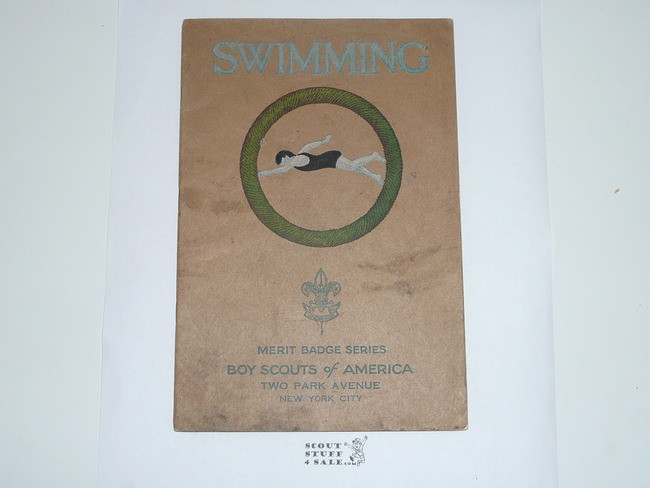 SWIMMING
MERIT BADGE SERIES
BOY SCOUTS of AMERICA
TWO PARK AVENUE
NEW YORK CITY
SCOUT
STUFF
4 SALE.com